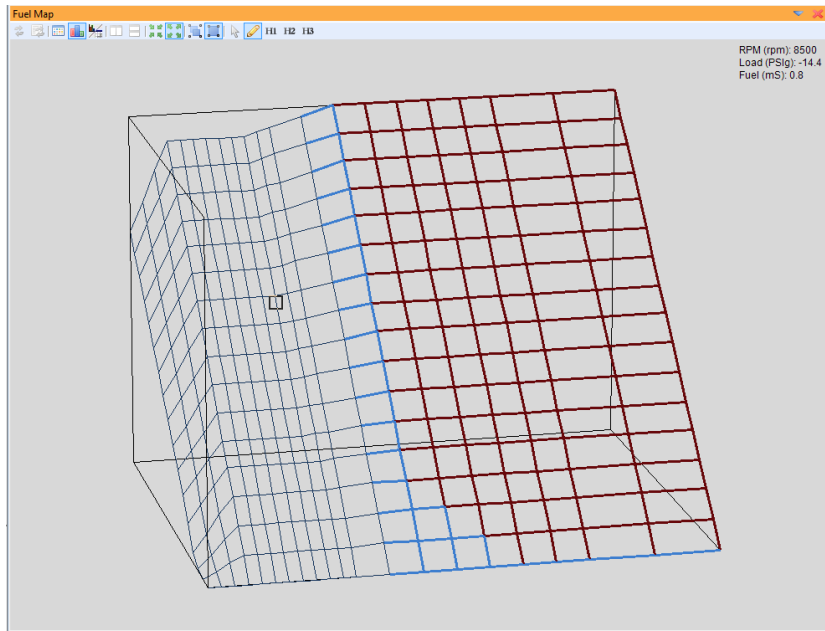 Fuel Map
H1 H2 H3
RPM (rpm): 8500
Load (PSIg): -14.4
Fuel (mS): 0.8